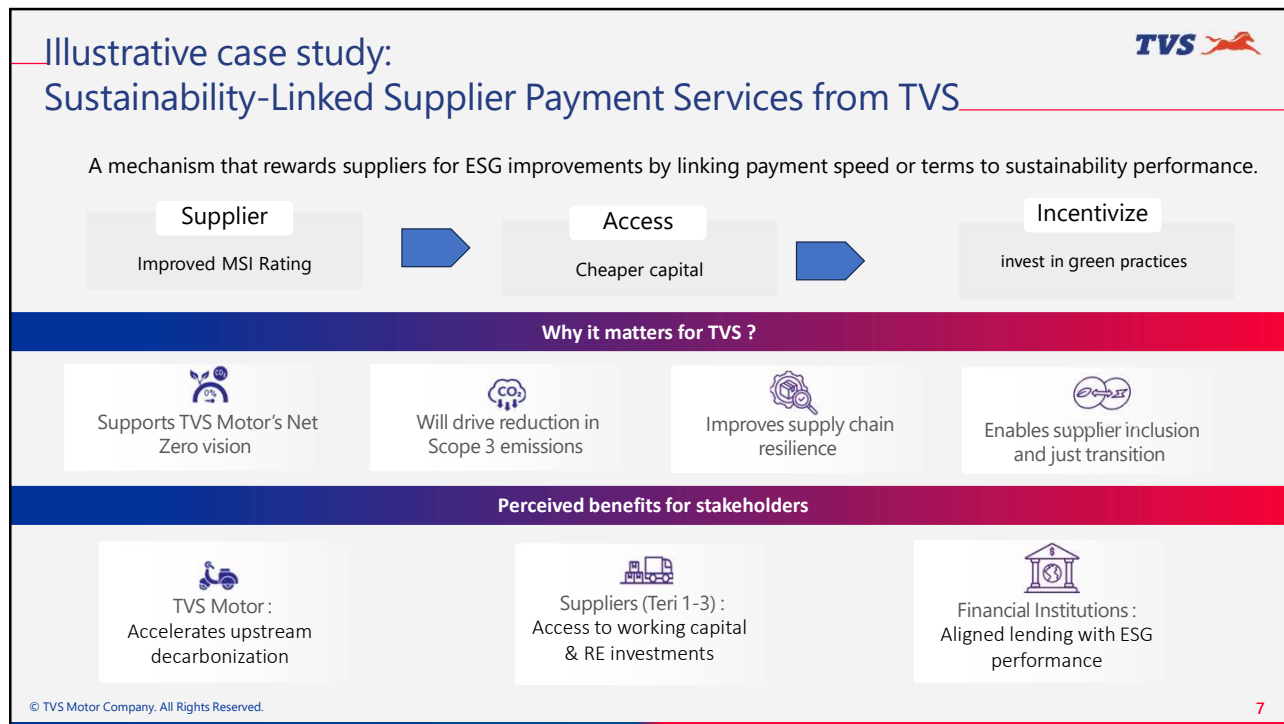 Illustrative case study:
TVS
Sustainability-Linked Supplier Payment Services from TVS
A mechanism that rewards suppliers for ESG improvements by linking payment speed or terms to sustainability performance.
Supplier
Improved MSI Rating
Access
Cheaper capital
Incentivize
invest in green practices
Why it matters for TVS ?
CO₂
0%
Supports TVS Motor's Net
Zero vision
CO₂
Will drive reduction in
Scope 3 emissions
Improves supply chain
resilience
Enables supplier inclusion
and just transition
Perceived benefits for stakeholders
TVS Motor :
Accelerates upstream
decarbonization
Suppliers (Teri 1-3) :
Access to working capital
& RE investments
$
Financial Institutions :
Aligned lending with ESG
performance
© TVS Motor Company. All Rights Reserved.
7